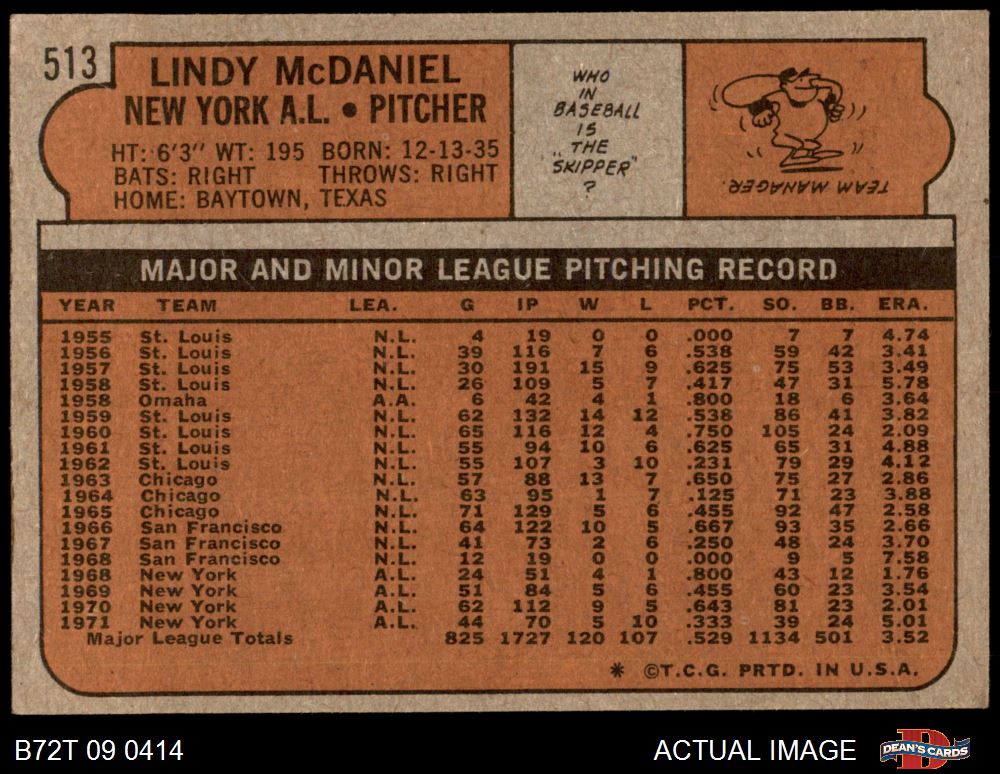 513
LINDY McDANIEL
NEW YORK A.L. • PITCHER
HT: 6'3" WT: 195 BORN: 12-13-35
BATS: RIGHT THROWS: RIGHT
HOME: BAYTOWN, TEXAS
WHO
IN
BASEBALL
IS
"THE
SKIPPER"
?
TEAM MANAGER.
MAJOR AND MINOR LEAGUE PITCHING RECORD
YEAR TEAM LEA. G IP W L PCT. SO. BB. ERA.
1955 St. Louis N.L. 4 19 0 0 .000 7 7 4.74
1956 St. Louis N.L. 39 116 7 6 .538 59 42 3.41
1957 St. Louis N.L. 30 191 15 9 .625 75 53 3.49
1958 St. Louis N.L. 26 109 5 7 .417 47 31 5.78
1958 Omaha A.A. 6 42 4 1 .800 18 6 3.64
1959 St. Louis N.L. 62 132 14 12 .538 86 41 3.82
1960 St. Louis N.L. 65 116 12 4 .750 105 24 2.09
1961 St. Louis N.L. 55 94 10 6 .625 65 31 4.88
1962 St. Louis N.L. 55 107 3 10 .231 79 29 4.12
1963 Chicago N.L. 57 88 13 7 .650 75 27 2.86
1964 Chicago N.L. 63 95 1 7 .125 71 23 3.88
1965 Chicago N.L. 71 129 5 6 .455 92 47 2.58
1966 San Francisco N.L. 64 122 10 5 .667 93 35 2.66
1967 San Francisco N.L. 41 73 2 6 .250 48 24 3.70
1968 San Francisco N.L. 12 19 0 0 .000 9 5 7.58
1968 New York A.L. 24 51 4 1 .800 43 12 1.76
1969 New York A.L. 51 84 5 6 .455 60 23 3.54
1970 New York A.L. 62 112 9 5 .643 81 23 2.01
1971 New York A.L. 44 70 5 10 .333 39 24 5.01
Major League Totals 825 1727 120 107 .529 1134 501 3.52
* ©T.C.G. PRTD. IN U.S.A.
B72T 09 0414
ACTUAL IMAGE
DEAN'S CARDS